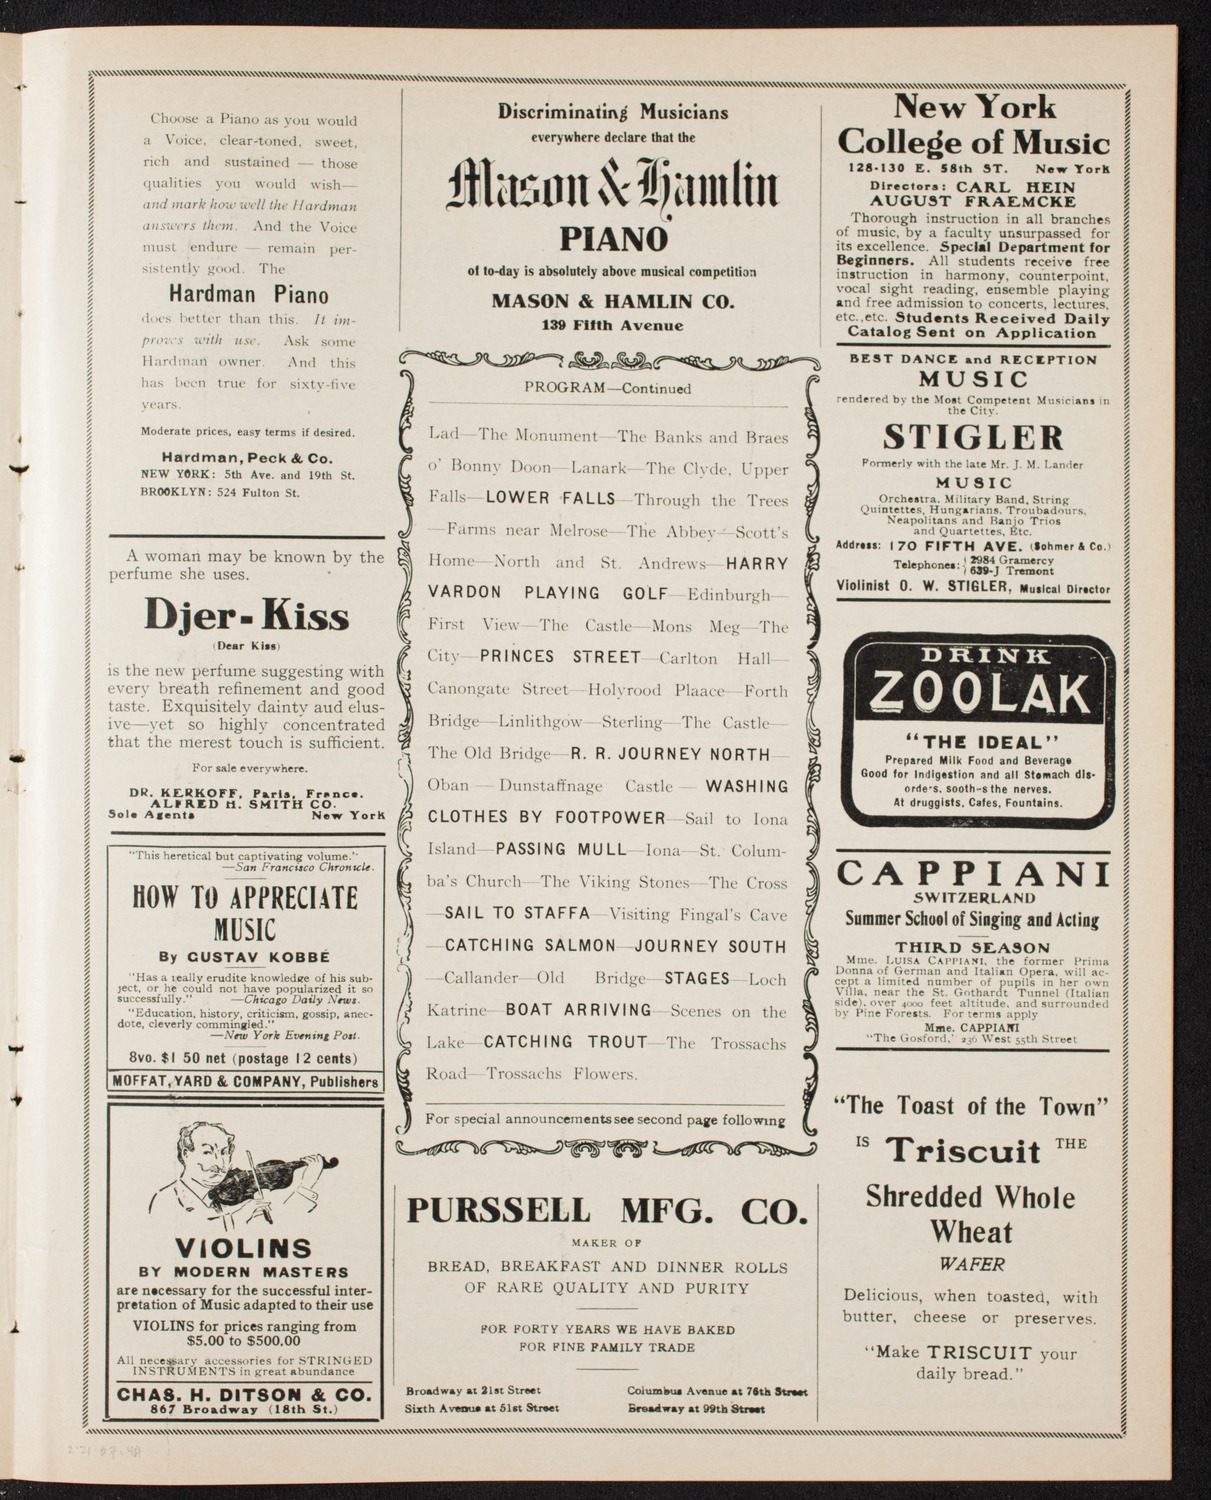 Choose a Piano as you would
a Voice, clear-toned, sweet,
rich and sustained — those
qualities you would wish—
and mark how well the Hardman
answers them. And the Voice
must endure — remain per-
sistently good. The
Hardman Piano
does better than this. It im-
proves with use. Ask some
Hardman owner. And this
has been true for sixty-five
years.
Moderate prices, easy terms if desired.
Hardman, Peck & Co.
NEW YORK: 5th Ave. and 19th St.
BROOKLYN: 524 Fulton St.
A woman may be known by the
perfume she uses.
Djer-Kiss
(Dear Kiss)
is the new perfume suggesting with
every breath refinement and good
taste. Exquisitely dainty aud elus-
ive—yet so highly concentrated
that the merest touch is sufficient.
For sale everywhere.
DR. KERKOFF, Paris, France.
ALFRED H. SMITH CO.
Sole Agents New York
"This heretical but captivating volume."
—San Francisco Chronicle.
HOW TO APPRECIATE
MUSIC
By GUSTAV KOBBÉ
"Has a really erudite knowledge of his sub-
ject, or he could not have popularized it so
successfully." —Chicago Daily News.
"Education, history, criticism, gossip, anec-
dote, cleverly commingled."
—New York Evening Post.
8vo. $1 50 net (postage 12 cents)
MOFFAT, YARD & COMPANY, Publishers
VIOLINS
BY MODERN MASTERS
are necessary for the successful inter-
pretation of Music adapted to their use
VIOLINS for prices ranging from
$5.00 to $500.00
All necessary accessories for STRINGED
INSTRUMENTS in great abundance
CHAS. H. DITSON & CO.
867 Broadway (18th St.)
Discriminating Musicians
everywhere declare that the
Mason & Hamlin
PIANO
of to-day is absolutely above musical competition
MASON & HAMLIN CO.
139 Fifth Avenue
PROGRAM—Continued
Lad—The Monument—The Banks and Braes
o' Bonny Doon—Lanark—The Clyde, Upper
Falls—LOWER FALLS—Through the Trees
—Farms near Melrose—The Abbey—Scott's
Home—North and St. Andrews—HARRY
VARDON PLAYING GOLF—Edinburgh—
First View—The Castle—Mons Meg—The
City—PRINCES STREET—Carlton Hall—
Canongate Street—Holyrood Plaace—Forth
Bridge—Linlithgow—Sterling—The Castle—
The Old Bridge—R. R. JOURNEY NORTH—
Oban — Dunstaffnage Castle — WASHING
CLOTHES BY FOOTPOWER—Sail to Iona
Island—PASSING MULL—Iona—St. Colum-
ba's Church—The Viking Stones—The Cross
—SAIL TO STAFFA—Visiting Fingal's Cave
—CATCHING SALMON—JOURNEY SOUTH
—Callander—Old Bridge—STAGES—Loch
Katrine—BOAT ARRIVING—Scenes on the
Lake—CATCHING TROUT—The Trossachs
Road—Trossachs Flowers.
For special announcements see second page following
PURSSELL MFG. CO.
MAKER OF
BREAD, BREAKFAST AND DINNER ROLLS
OF RARE QUALITY AND PURITY
FOR FORTY YEARS WE HAVE BAKED
FOR FINE FAMILY TRADE
Broadway at 21st Street Columbus Avenue at 76th Street
Sixth Avenue at 51st Street Broadway at 99th Street
New York
College of Music
128-130 E. 58th ST. New York
Directors: CARL HEIN
AUGUST FRAEMCKE
Thorough instruction in all branches
of music, by a faculty unsurpassed for
its excellence. Special Department for
Beginners. All students receive free
instruction in harmony, counterpoint,
vocal sight reading, ensemble playing
and free admission to concerts, lectures,
etc., etc. Students Received Daily
Catalog Sent on Application
BEST DANCE and RECEPTION
MUSIC
rendered by the Most Competent Musicians in
the City.
STIGLER
Formerly with the late Mr. J. M. Lander
MUSIC
Orchestra, Military Band, String
Quintettes, Hungarians, Troubadours,
Neapolitans and Banjo Trios
and Quartettes, Etc.
Address: 170 FIFTH AVE. (Sohmer & Co.)
Telephones: { 2984 Gramercy
639-J Tremont
Violinist O. W. STIGLER, Musical Director
DRINK
ZOOLAK
"THE IDEAL"
Prepared Milk Food and Beverage
Good for Indigestion and all Stomach dis-
orders, sooth-s the nerves.
At druggists, Cafes, Fountains.
CAPPIANI
SWITZERLAND
Summer School of Singing and Acting
THIRD SEASON
Mme. LUISA CAPPIANI, the former Prima
Donna of German and Italian Opera, will ac-
cept a limited number of pupils in her own
Villa, near the St. Gothardt Tunnel (Italian
side), over 4000 feet altitude, and surrounded
by Pine Forests. For terms apply
Mme. CAPPIANI
"The Gosford,' 236 West 55th Street
"The Toast of the Town"
IS Triscuit THE
Shredded Whole
Wheat
WAFER
Delicious, when toasted, with
butter, cheese or preserves.
"Make TRISCUIT your
daily bread."
2-21-07-4A